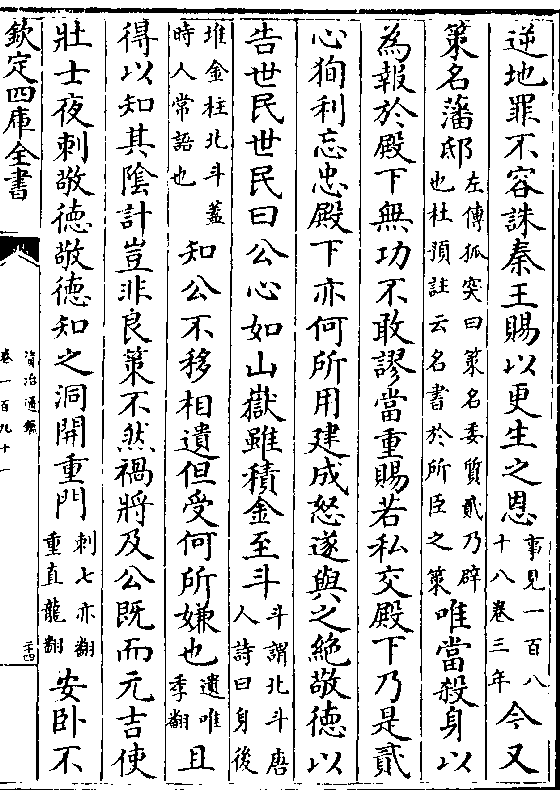 逆地罪不容誅秦王賜以更生之恩事見一百八十八卷三年今又
策名藩邸左傳狐突曰策名委質貳乃辟也杜預註云名書於所臣之策唯當殺身以
為報於殿下無功不敢謬當重賜若私交殿下乃是貳
心狥利忘忠殿下亦何所用建成怒遂與之絶敬德以
告世民世民曰公心如山嶽雖積金至斗斗謂北斗唐人詩曰身後
堆金柱北斗蓋時人常語也知公不移相遺但受何所嫌也遺唯季翻且
得以知其隂計豈非良策不然禍將及公既而元吉使
壯士夜刺敬德敬德知之洞開重門刺七亦翻重直龍翻安卧不
欽定四庫全書
資治通鑑
卷一百九十一
二十四